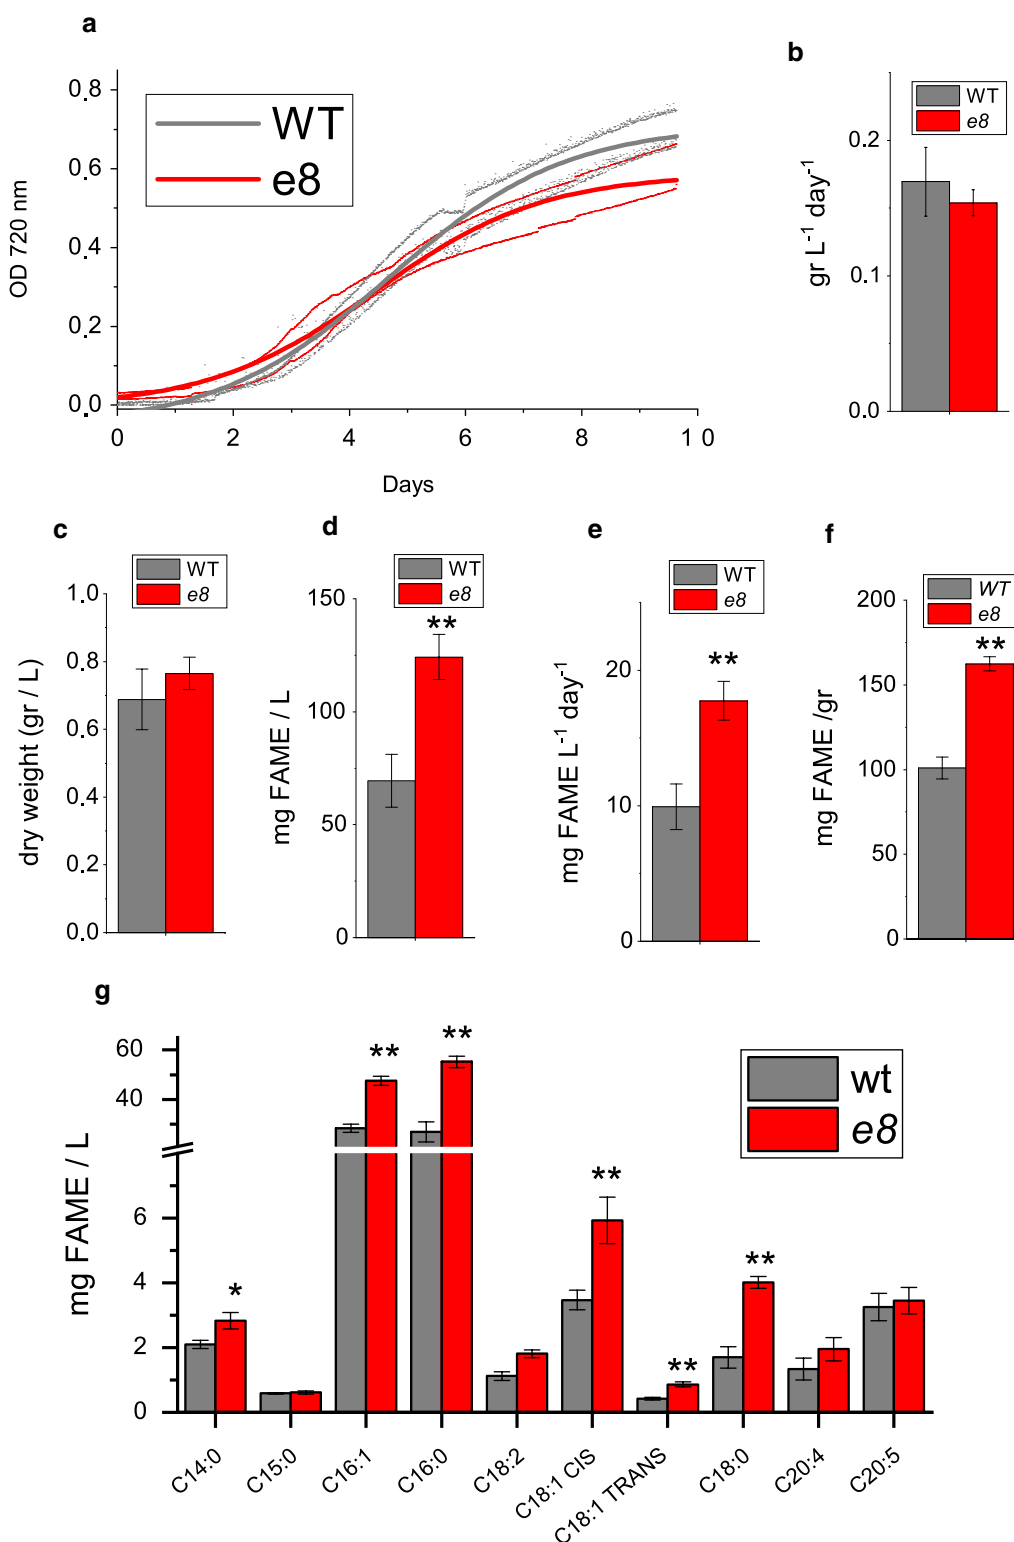 a
0.8
0.6
0.4
0.2
0.0
OD 720 nm
WT
e8
0 2 4 6 8 10
Days
b
WT
e8
0.2
0.1
0.0
gr L⁻¹ day⁻¹
c
WT
e8
1.0
0.8
0.6
0.4
0.2
0.0
dry weight (gr / L)
d
WT
e8
150
100
50
0
mg FAME / L
**
e
WT
e8
20
10
0
mg FAME L⁻¹ day⁻¹
**
f
WT
e8
200
150
100
50
0
mg FAME /gr
**
g
60
40
6
4
2
0
mg FAME / L
wt
e8
* ** ** ** ** **
C14:0 C15:0 C16:1 C16:0 C18:2 C18:1 CIS C18:1 TRANS C18:0 C20:4 C20:5